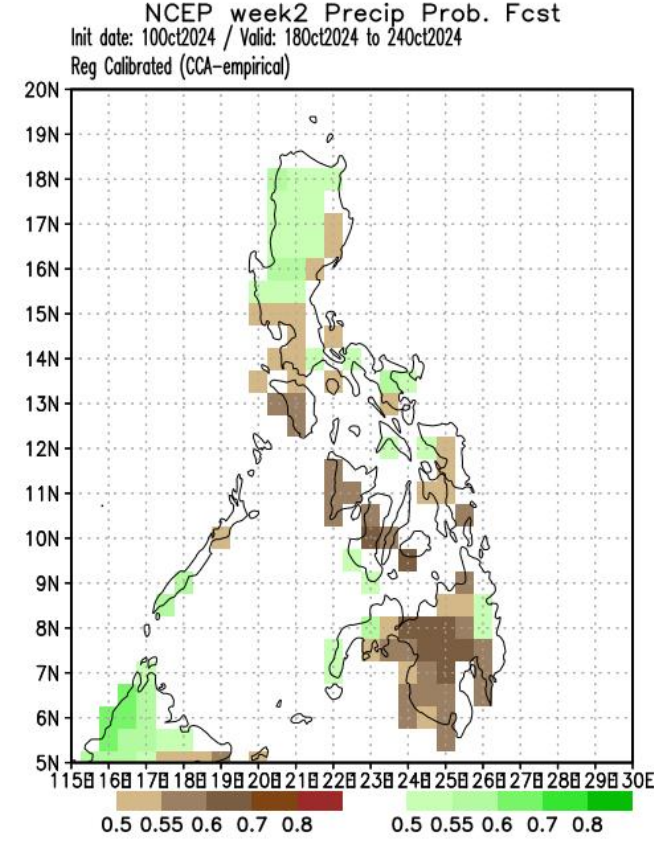 NCEP week2 Precip Prob. Fcst
Init date: 10Oct2024 / Valid: 18Oct2024 to 24Oct2024
Reg Calibrated (CCA-empirical)
20N
19N
18N
17N
16N
15N
14N
13N
12N
11N
10N
9N
8N
7N
6N
5N
115E 116E 117E 118E 119E 120E 121E 122E 123E 124E 125E 126E 127E 128E 129E 130E
0.5 0.55 0.6 0.7 0.8 0.5 0.55 0.6 0.7 0.8